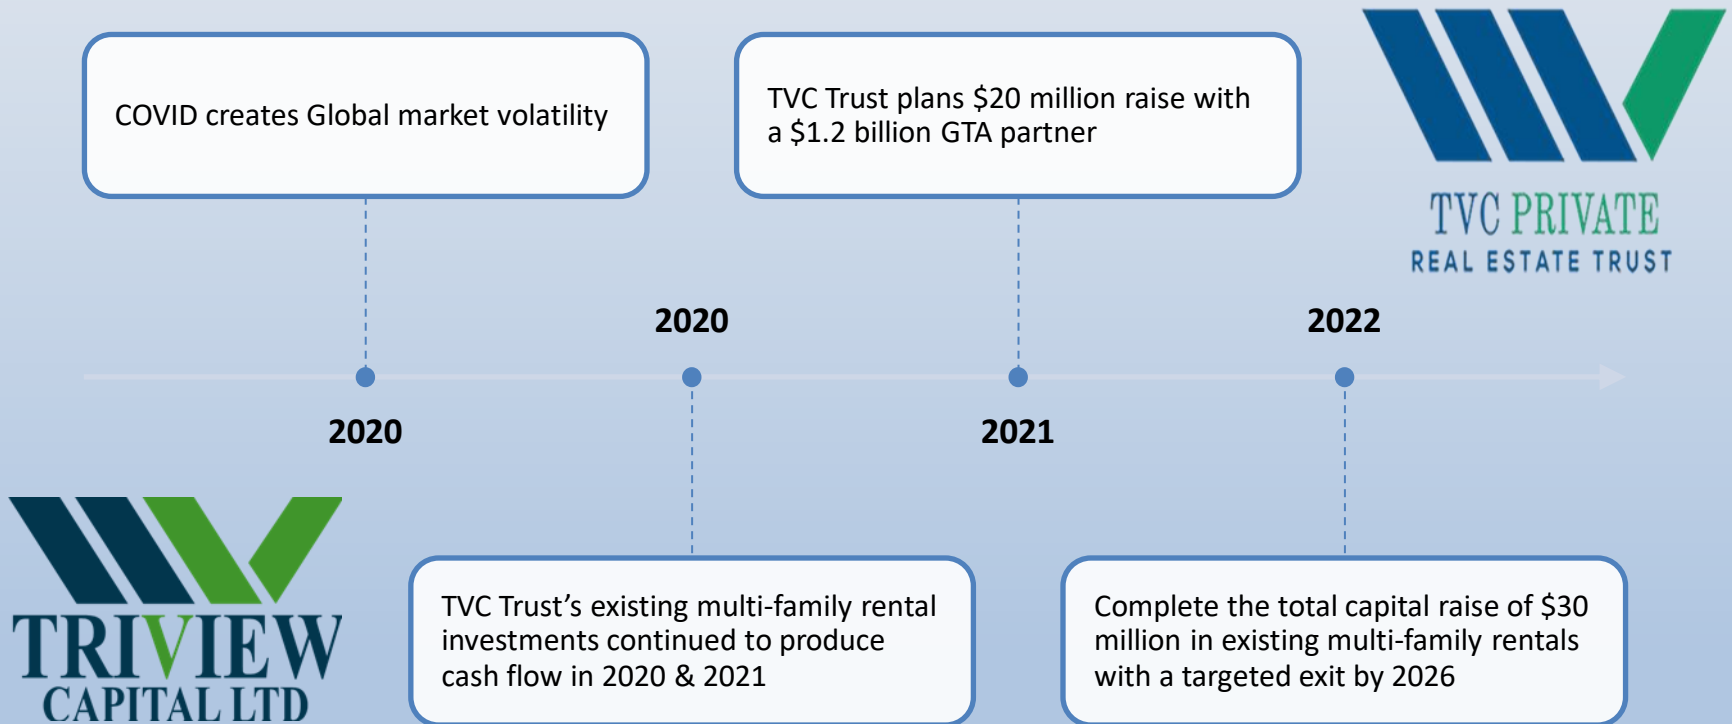 COVID creates Global market volatility
TVC Trust plans $20 million raise with
a $1.2 billion GTA partner
TVC PRIVATE
REAL ESTATE TRUST
2020
2022
2020
2021
TRIVIEW
CAPITAL LTD
TVC Trust’s existing multi-family rental
investments continued to produce
cash flow in 2020 & 2021
Complete the total capital raise of $30
million in existing multi-family rentals
with a targeted exit by 2026